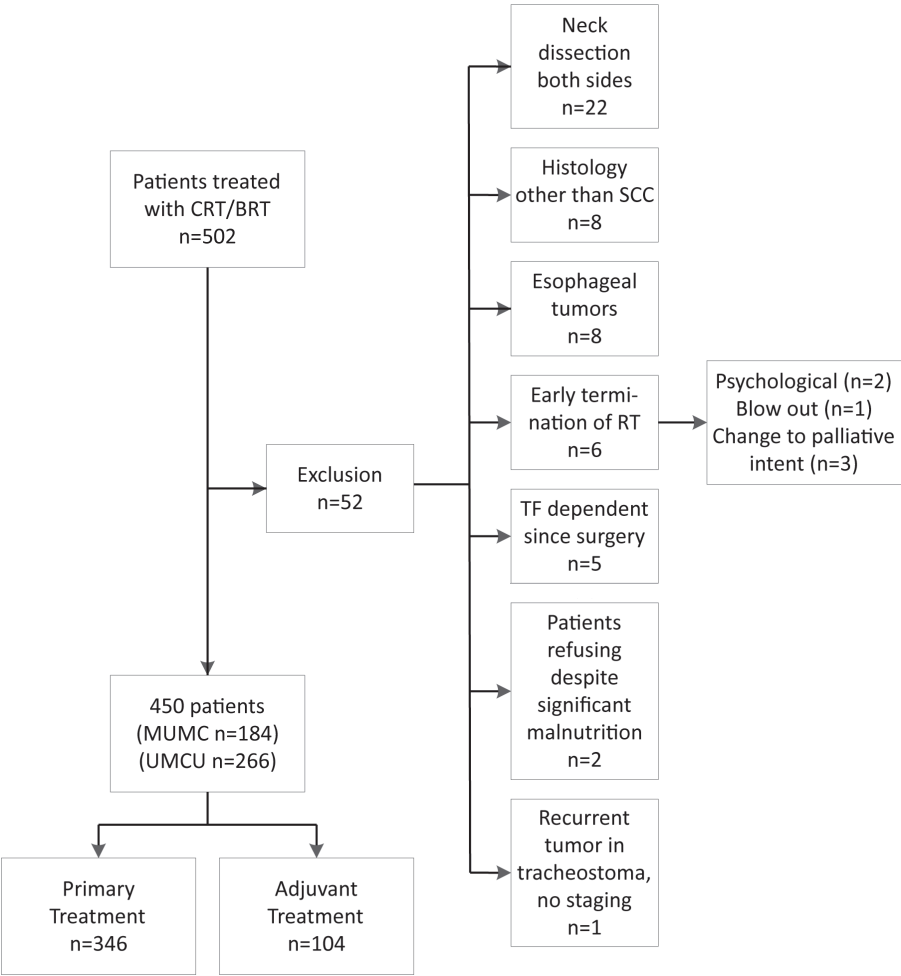 Patients treated
with CRT/BRT
n=502
Exclusion
n=52
Neck
dissection
both sides
n=22
Histology
other than SCC
n=8
Esophageal
tumors
n=8
Early termi-
nation of RT
n=6
Psychological (n=2)
Blow out (n=1)
Change to palliative
intent (n=3)
TF dependent
since surgery
n=5
Patients
refusing
despite
significant
malnutrition
n=2
Recurrent
tumor in
tracheostoma,
no staging
n=1
450 patients
(MUMC n=184)
(UMCU n=266)
Primary
Treatment
n=346
Adjuvant
Treatment
n=104